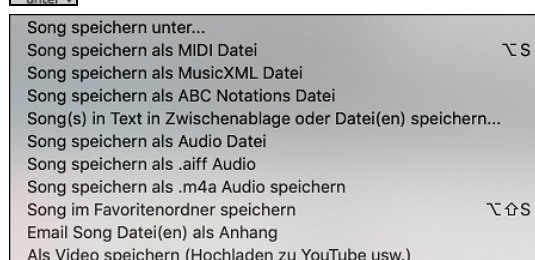 unter
Song speichern unter...
Song speichern als MIDI Datei ⌥S
Song speichern als MusicXML Datei
Song speichern als ABC Notations Datei
Song(s) in Text in Zwischenablage oder Datei(en) speichern...
Song speichern als Audio Datei
Song speichern als .aiff Audio
Song speichern als .m4a Audio speichern
Song im Favoritenordner speichern ⌥⇧S
Email Song Datei(en) als Anhang
Als Video speichern (Hochladen zu YouTube usw.)